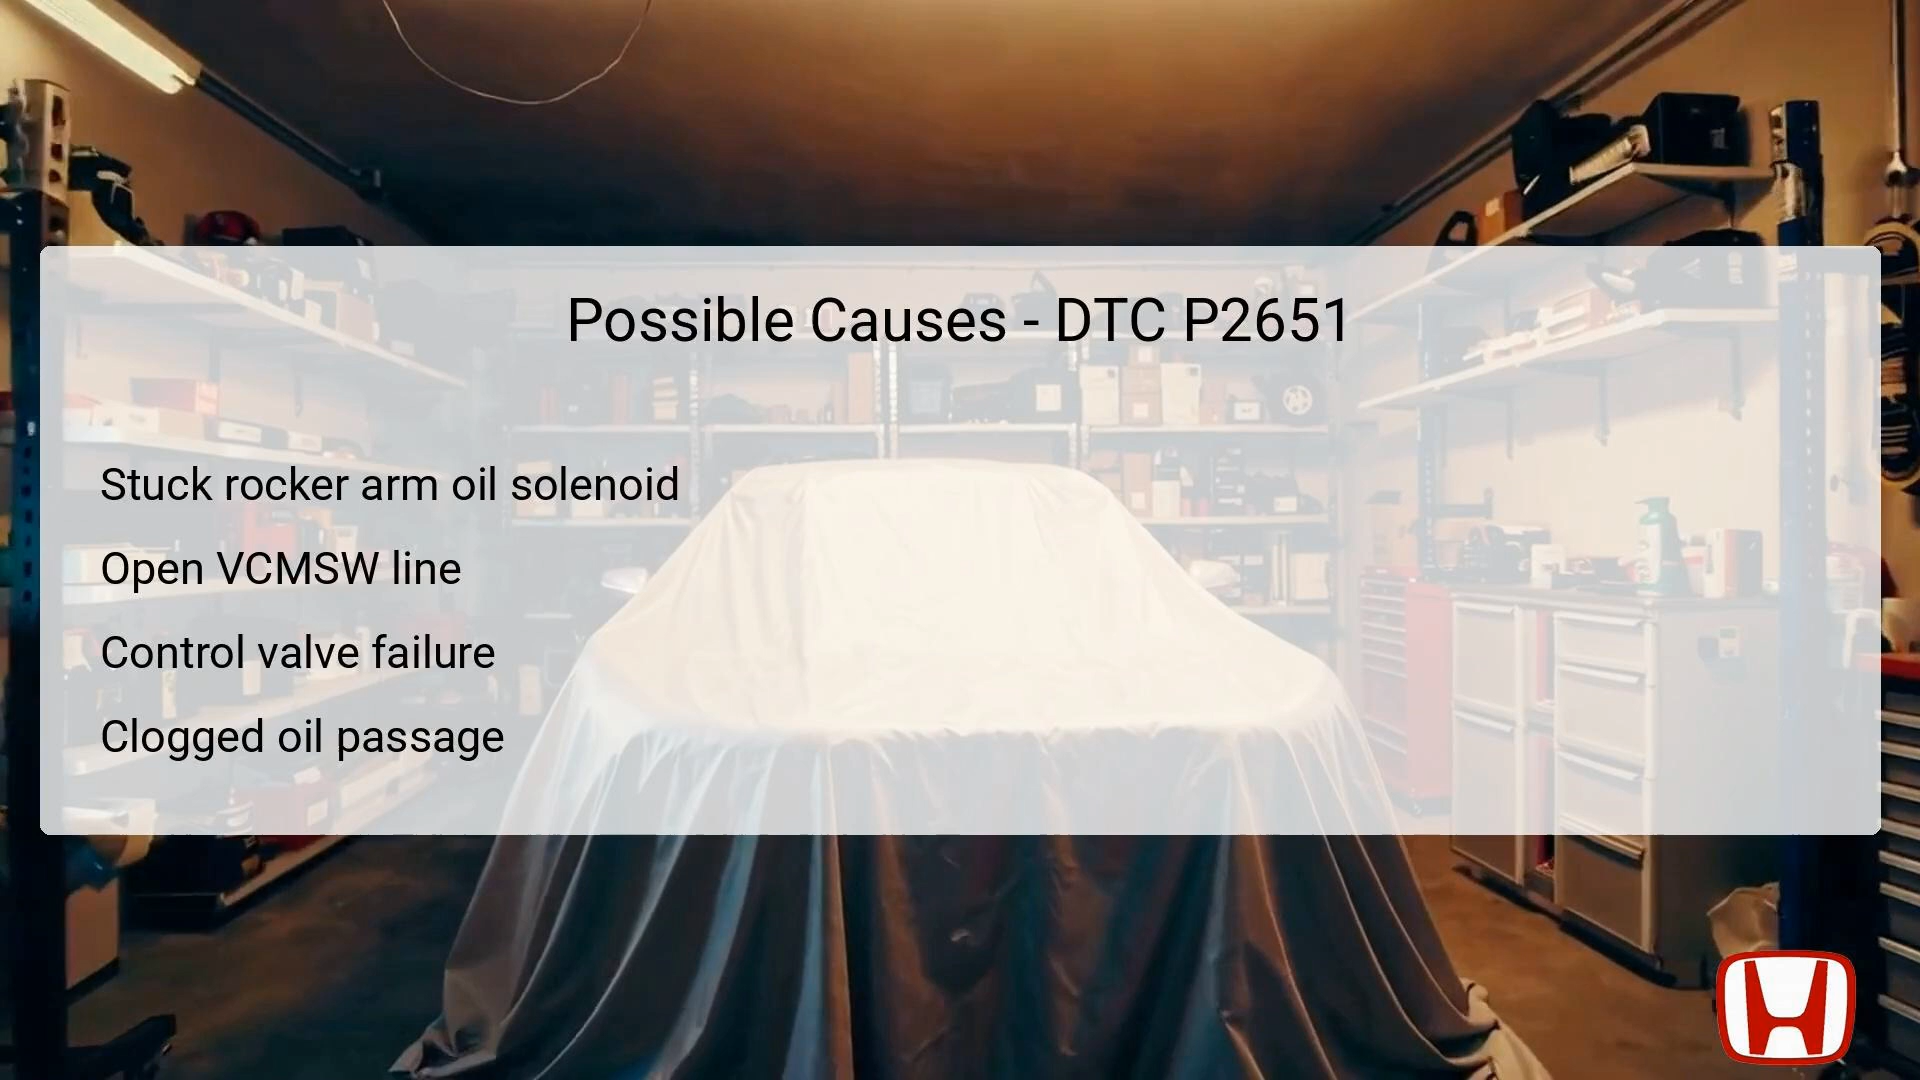 Possible Causes - DTC P2651
Stuck rocker arm oil solenoid
Open VCMSW line
Control valve failure
Clogged oil passage